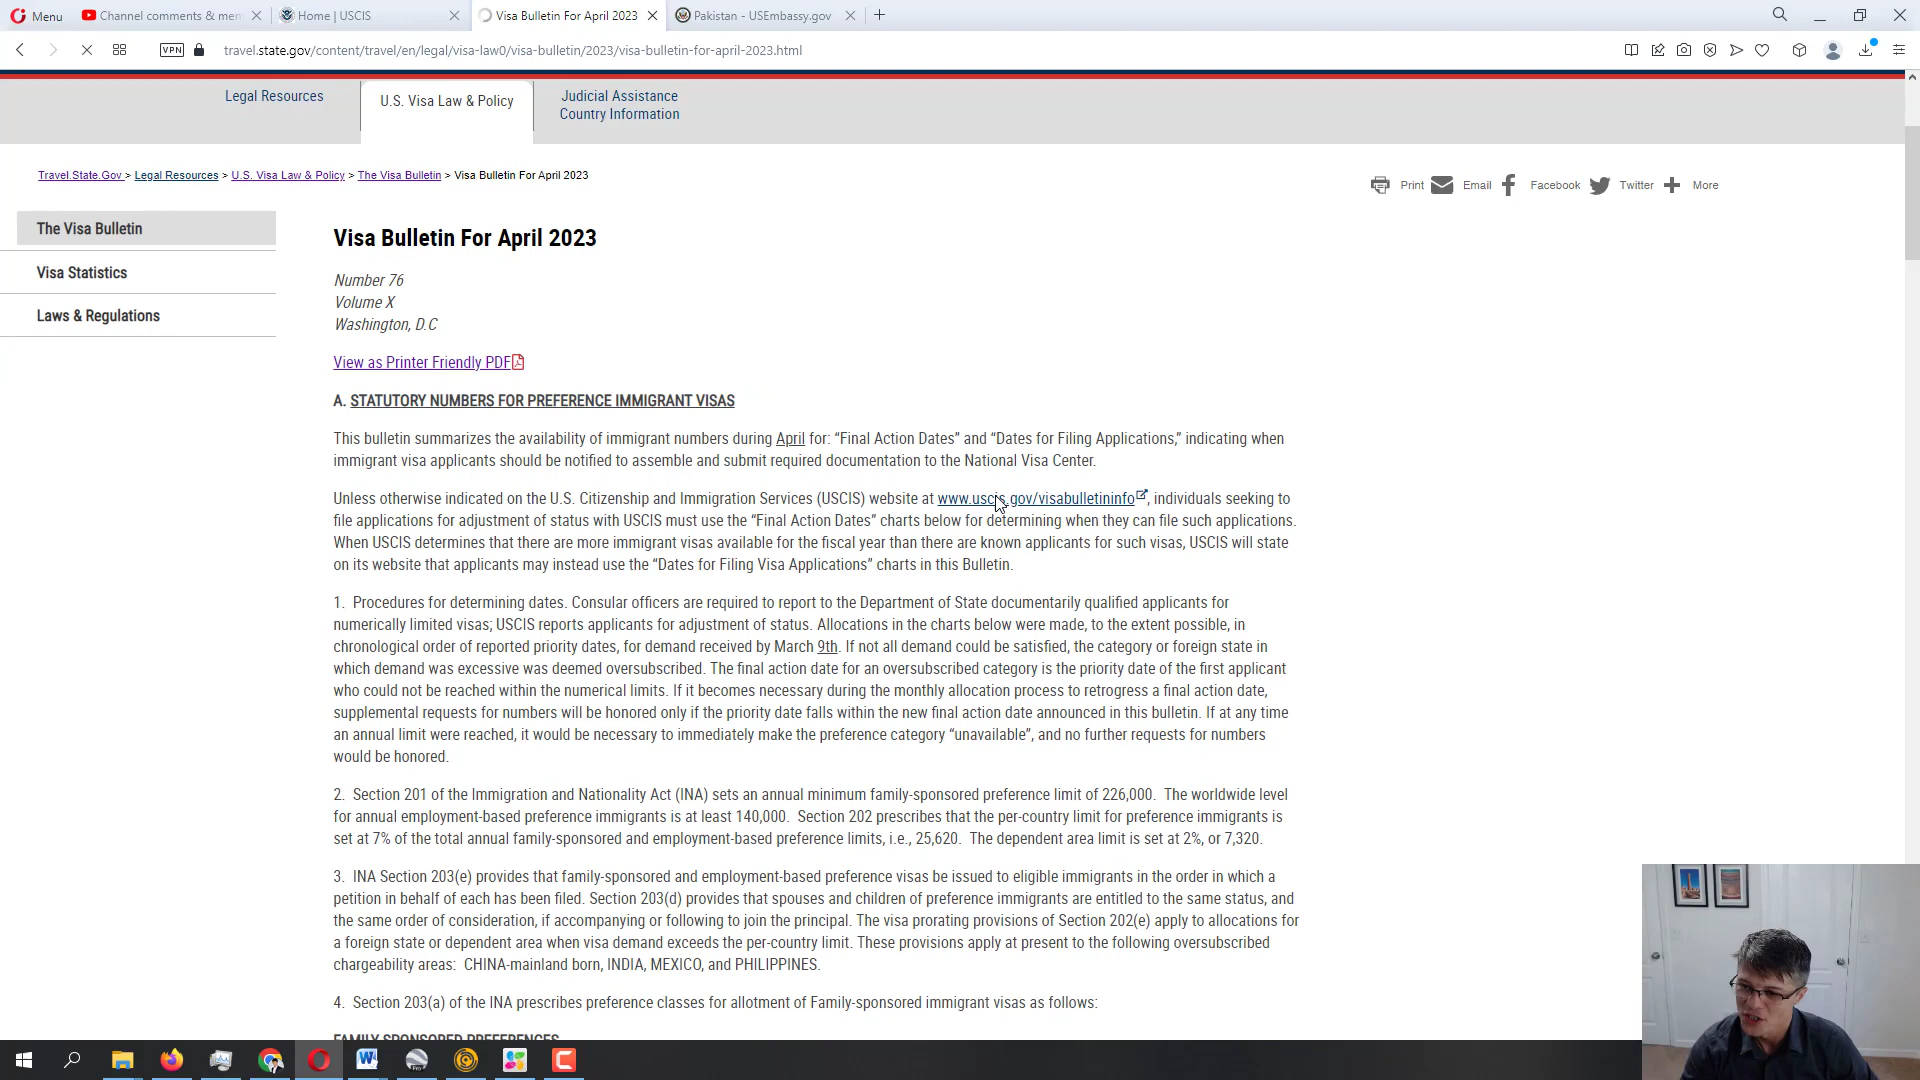 Menu
Channel comments & men
Home | USCIS
Visa Bulletin For April 2023
Pakistan - USEmbassy.gov
VPN
travel.state.gov/content/travel/en/legal/visa-law0/visa-bulletin/2023/visa-bulletin-for-april-2023.html
Legal Resources
U.S. Visa Law & Policy
Judicial Assistance
Country Information
Travel.State.Gov > Legal Resources > U.S. Visa Law & Policy > The Visa Bulletin > Visa Bulletin For April 2023
Print
Email
Facebook
Twitter
More
The Visa Bulletin
Visa Statistics
Laws & Regulations
Visa Bulletin For April 2023
Number 76
Volume X
Washington, D.C
View as Printer Friendly PDF
A. STATUTORY NUMBERS FOR PREFERENCE IMMIGRANT VISAS
This bulletin summarizes the availability of immigrant numbers during April for: “Final Action Dates” and “Dates for Filing Applications,” indicating when
immigrant visa applicants should be notified to assemble and submit required documentation to the National Visa Center.
Unless otherwise indicated on the U.S. Citizenship and Immigration Services (USCIS) website at www.uscis.gov/visabulletininfo, individuals seeking to
file applications for adjustment of status with USCIS must use the “Final Action Dates” charts below for determining when they can file such applications.
When USCIS determines that there are more immigrant visas available for the fiscal year than there are known applicants for such visas, USCIS will state
on its website that applicants may instead use the “Dates for Filing Visa Applications” charts in this Bulletin.
1. Procedures for determining dates. Consular officers are required to report to the Department of State documentarily qualified applicants for
numerically limited visas; USCIS reports applicants for adjustment of status. Allocations in the charts below were made, to the extent possible, in
chronological order of reported priority dates, for demand received by March 9th. If not all demand could be satisfied, the category or foreign state in
which demand was excessive was deemed oversubscribed. The final action date for an oversubscribed category is the priority date of the first applicant
who could not be reached within the numerical limits. If it becomes necessary during the monthly allocation process to retrogress a final action date,
supplemental requests for numbers will be honored only if the priority date falls within the new final action date announced in this bulletin. If at any time
an annual limit were reached, it would be necessary to immediately make the preference category “unavailable”, and no further requests for numbers
would be honored.
2. Section 201 of the Immigration and Nationality Act (INA) sets an annual minimum family-sponsored preference limit of 226,000. The worldwide level
for annual employment-based preference immigrants is at least 140,000. Section 202 prescribes that the per-country limit for preference immigrants is
set at 7% of the total annual family-sponsored and employment-based preference limits, i.e., 25,620. The dependent area limit is set at 2%, or 7,320.
3. INA Section 203(e) provides that family-sponsored and employment-based preference visas be issued to eligible immigrants in the order in which a
petition in behalf of each has been filed. Section 203(d) provides that spouses and children of preference immigrants are entitled to the same status, and
the same order of consideration, if accompanying or following to join the principal. The visa prorating provisions of Section 202(e) apply to allocations for
a foreign state or dependent area when visa demand exceeds the per-country limit. These provisions apply at present to the following oversubscribed
chargeability areas: CHINA-mainland born, INDIA, MEXICO, and PHILIPPINES.
4. Section 203(a) of the INA prescribes preference classes for allotment of Family-sponsored immigrant visas as follows:
FAMILY-SPONSORED PREFERENCES